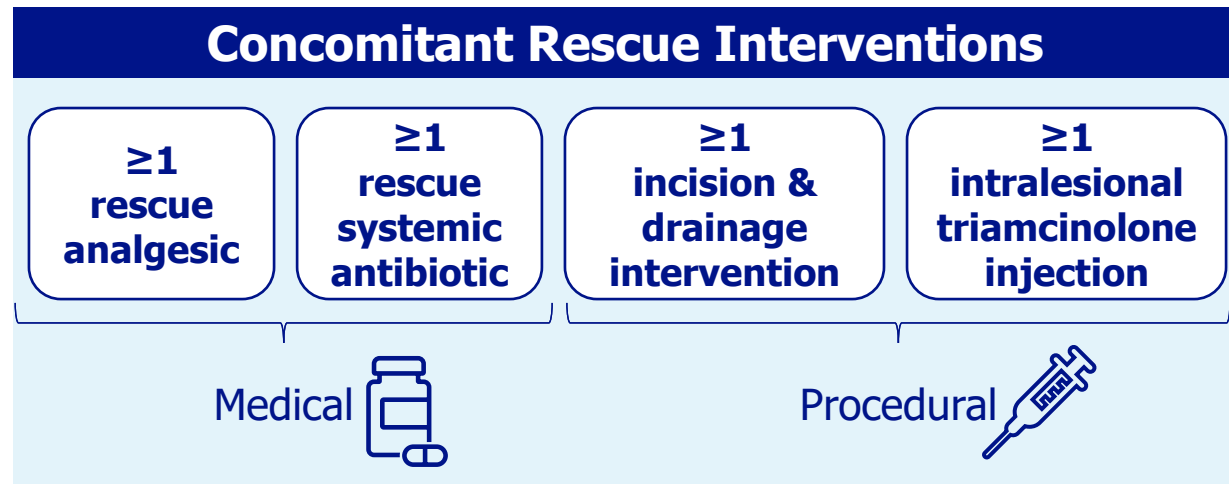 Concomitant Rescue Interventions
≥1
rescue
analgesic
≥1
rescue
systemic
antibiotic
≥1
incision &
drainage
intervention
≥1
intralesional
triamcinolone
injection
Medical
Procedural